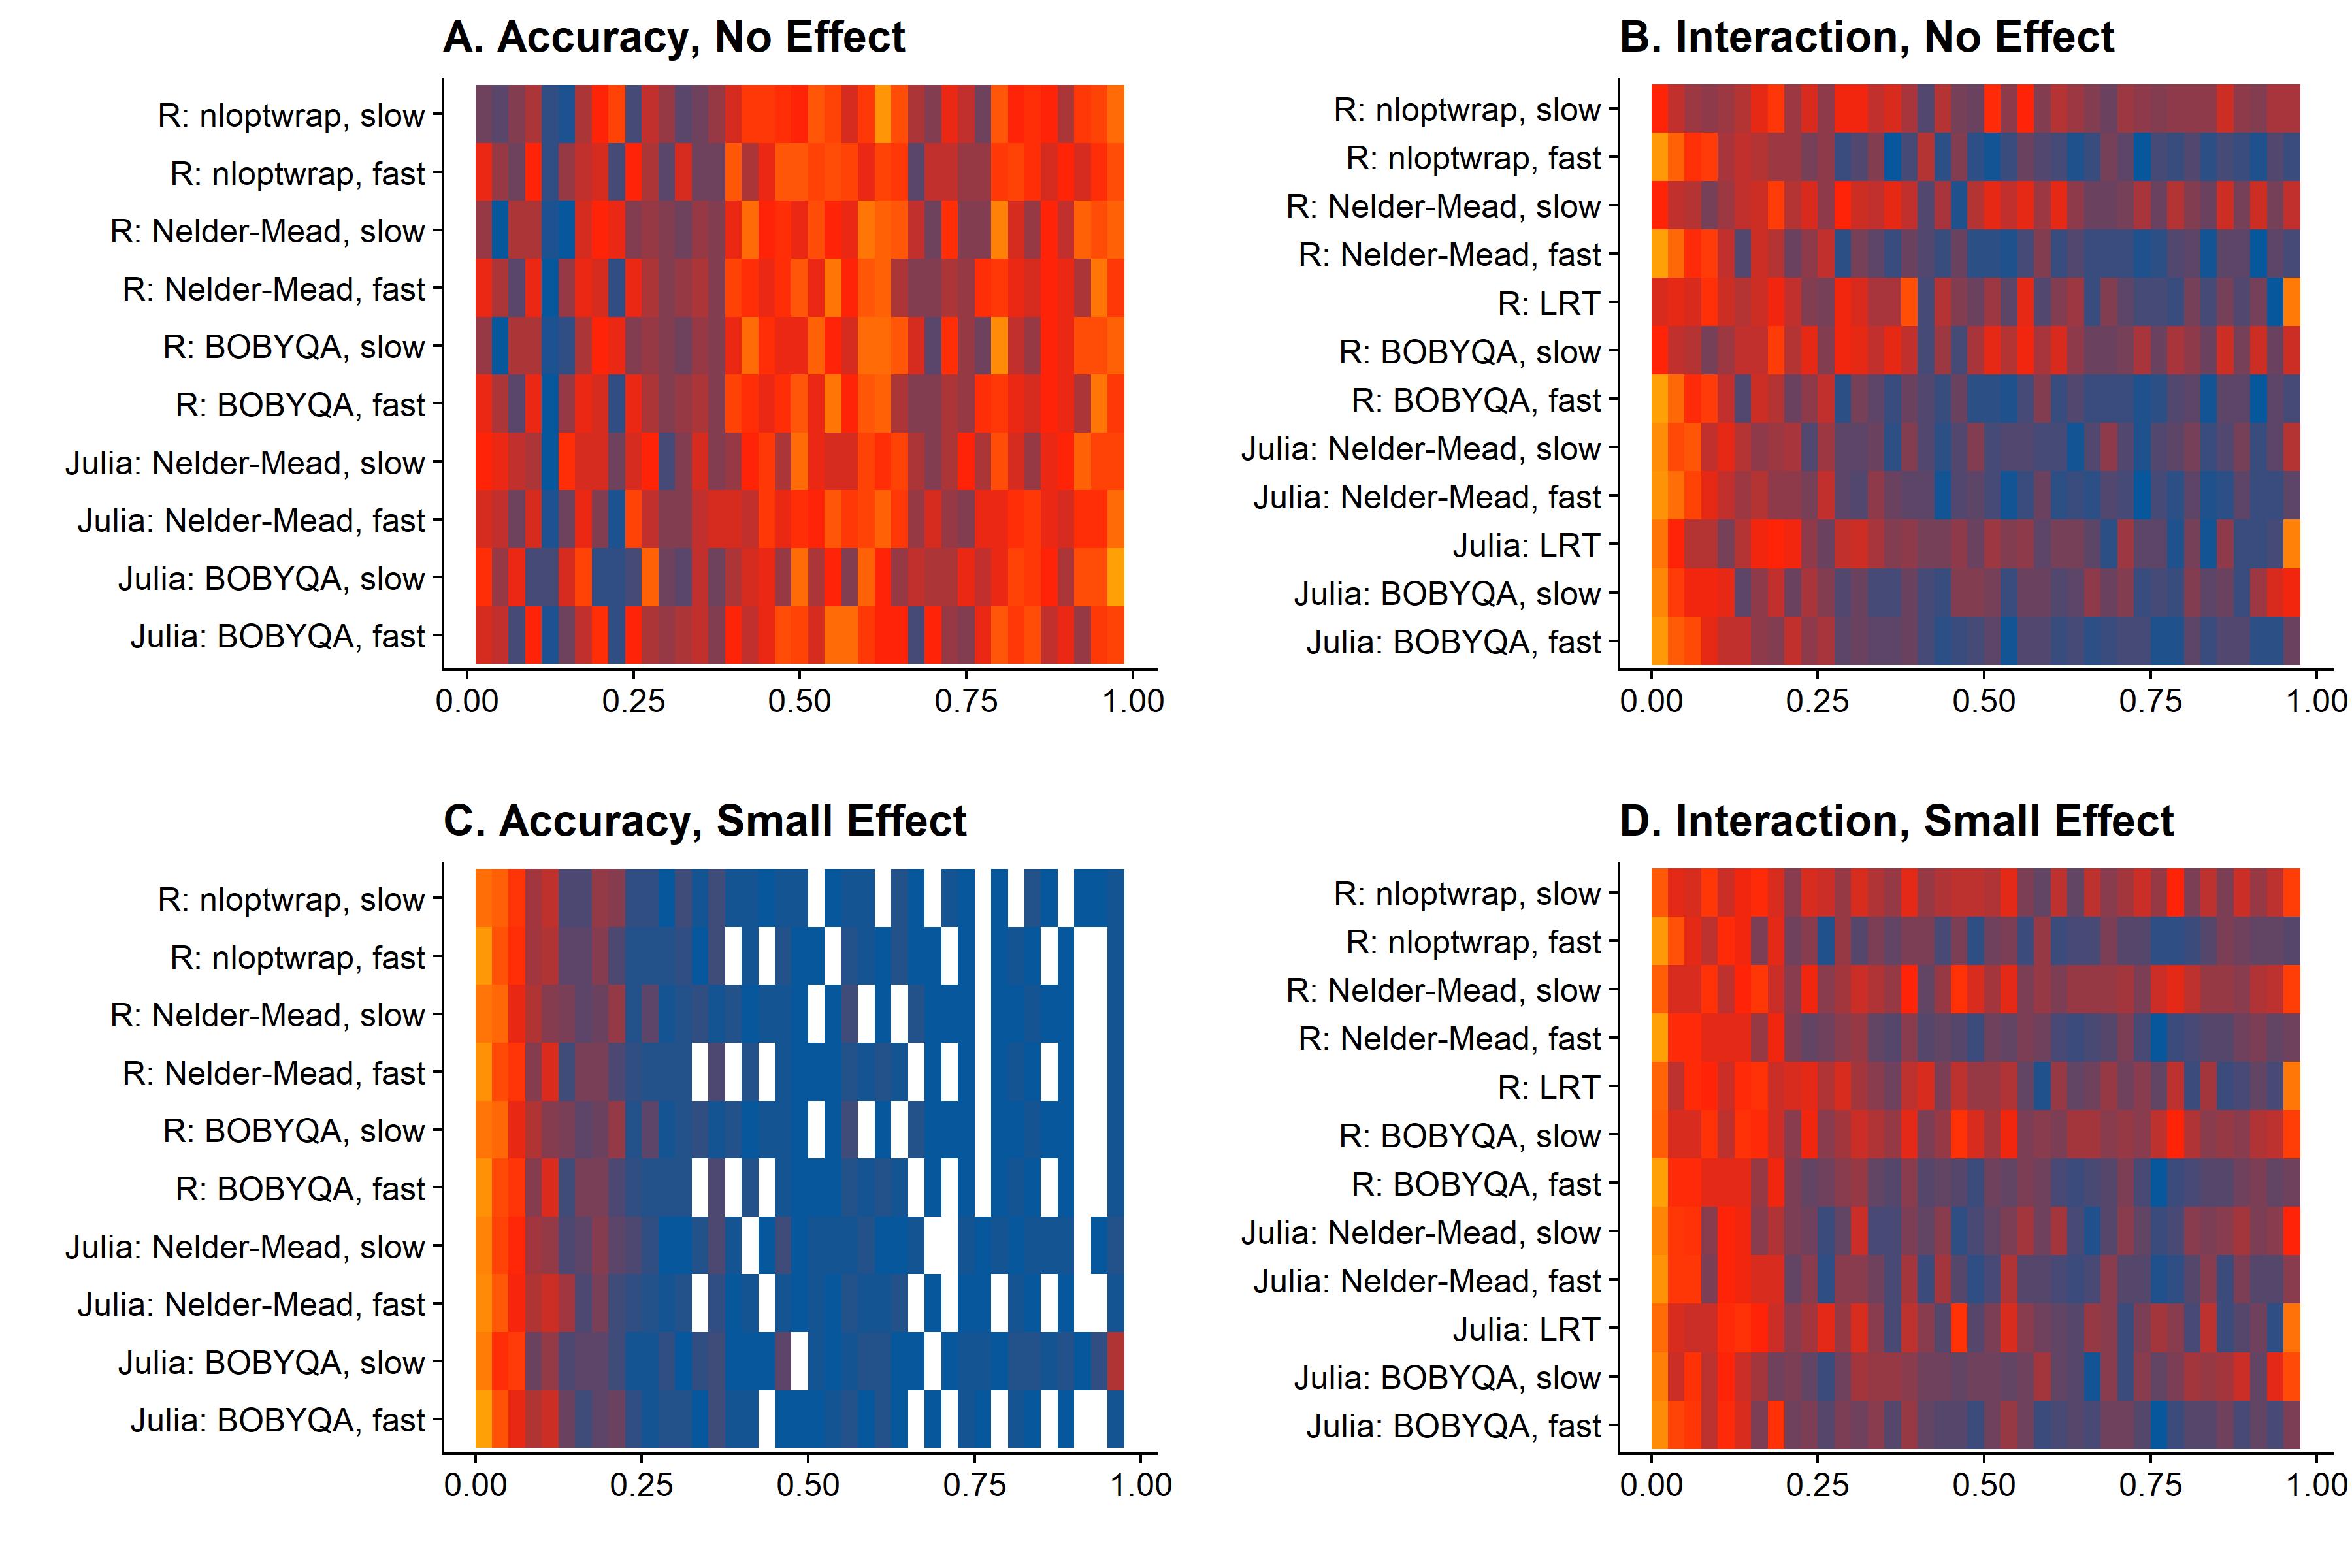 A. Accuracy, No Effect
R: nloptwrap, slow
R: nloptwrap, fast
R: Nelder-Mead, slow
R: Nelder-Mead, fast
R: BOBYQA, slow
R: BOBYQA, fast
Julia: Nelder-Mead, slow
Julia: Nelder-Mead, fast
Julia: BOBYQA, slow
Julia: BOBYQA, fast
0.00 0.25 0.50 0.75 1.00
B. Interaction, No Effect
R: nloptwrap, slow
R: nloptwrap, fast
R: Nelder-Mead, slow
R: Nelder-Mead, fast
R: LRT
R: BOBYQA, slow
R: BOBYQA, fast
Julia: Nelder-Mead, slow
Julia: Nelder-Mead, fast
Julia: LRT
Julia: BOBYQA, slow
Julia: BOBYQA, fast
0.00 0.25 0.50 0.75 1.00
C. Accuracy, Small Effect
R: nloptwrap, slow
R: nloptwrap, fast
R: Nelder-Mead, slow
R: Nelder-Mead, fast
R: BOBYQA, slow
R: BOBYQA, fast
Julia: Nelder-Mead, slow
Julia: Nelder-Mead, fast
Julia: BOBYQA, slow
Julia: BOBYQA, fast
0.00 0.25 0.50 0.75 1.00
D. Interaction, Small Effect
R: nloptwrap, slow
R: nloptwrap, fast
R: Nelder-Mead, slow
R: Nelder-Mead, fast
R: LRT
R: BOBYQA, slow
R: BOBYQA, fast
Julia: Nelder-Mead, slow
Julia: Nelder-Mead, fast
Julia: LRT
Julia: BOBYQA, slow
Julia: BOBYQA, fast
0.00 0.25 0.50 0.75 1.00